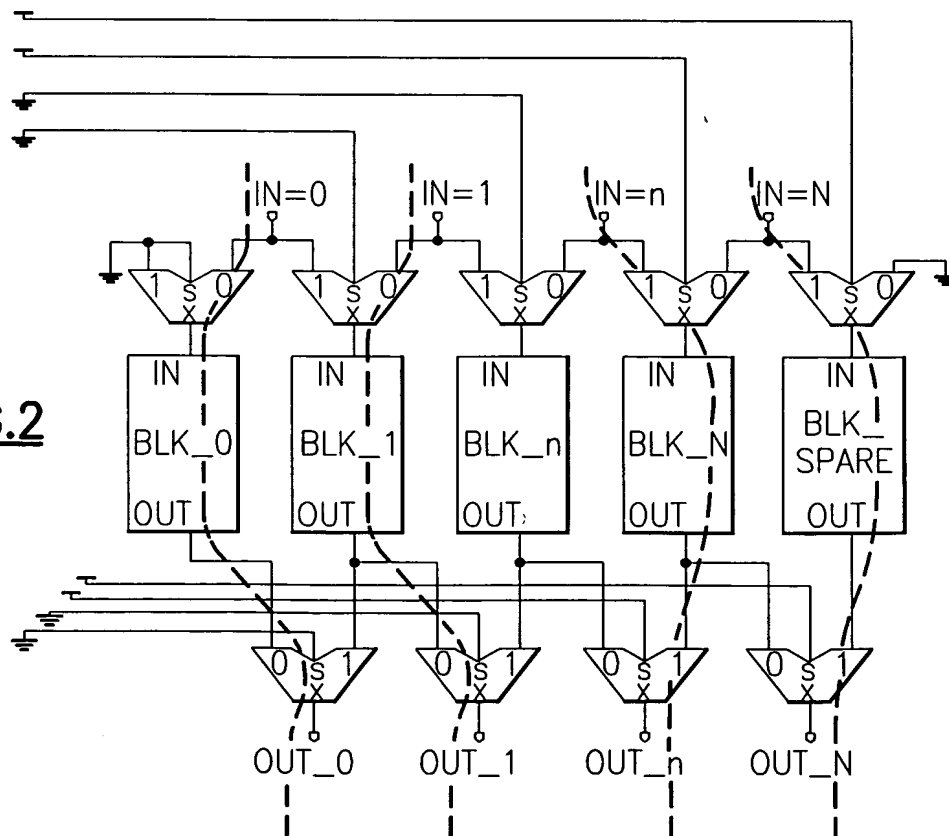 IN=0 IN=1 IN=n IN=N
1 S 0 1 S 0 1 S 0 1 S 0 1 S 0
X X X X X
IN IN IN IN IN
BLK_0 BLK_1 BLK_n BLK_N BLK_
SPARE
OUT OUT OUT OUT OUT
.2
0 S 1 0 S 1 0 S 1 0 S 1
X X X X
OUT_0 OUT_1 OUT_n OUT_N